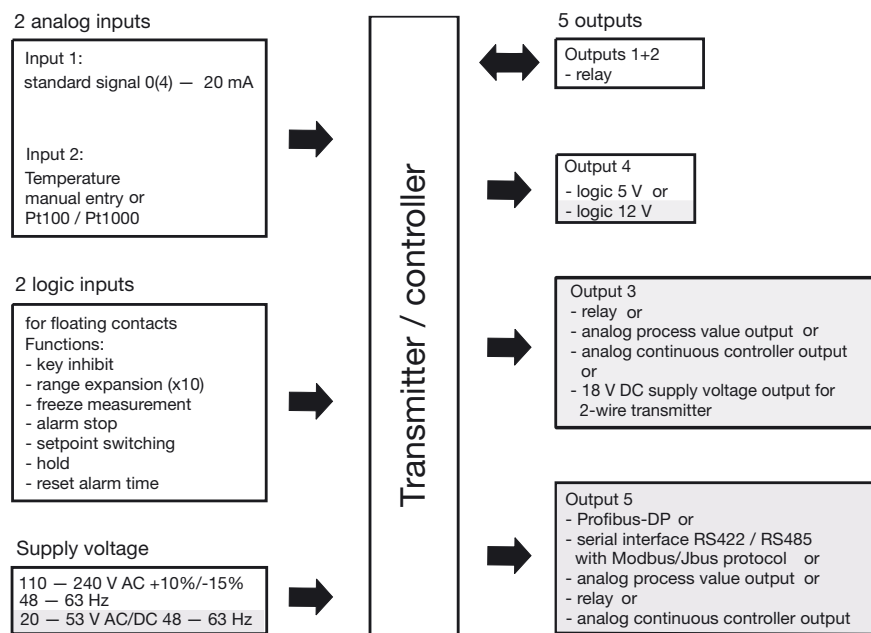 2 analog inputs
Input 1:
standard signal 0(4) — 20 mA
Input 2:
Temperature
manual entry or
Pt100 / Pt1000
2 logic inputs
for floating contacts
Functions:
- key inhibit
- range expansion (x10)
- freeze measurement
- alarm stop
- setpoint switching
- hold
- reset alarm time
Supply voltage
110 — 240 V AC +10%/-15%
48 — 63 Hz
20 — 53 V AC/DC 48 — 63 Hz
Transmitter / controller
5 outputs
Outputs 1+2
- relay
Output 4
- logic 5 V or
- logic 12 V
Output 3
- relay or
- analog process value output or
- analog continuous controller output
or
- 18 V DC supply voltage output for
2-wire transmitter
Output 5
- Profibus-DP or
- serial interface RS422 / RS485
with Modbus/Jbus protocol or
- analog process value output or
- relay or
- analog continuous controller output